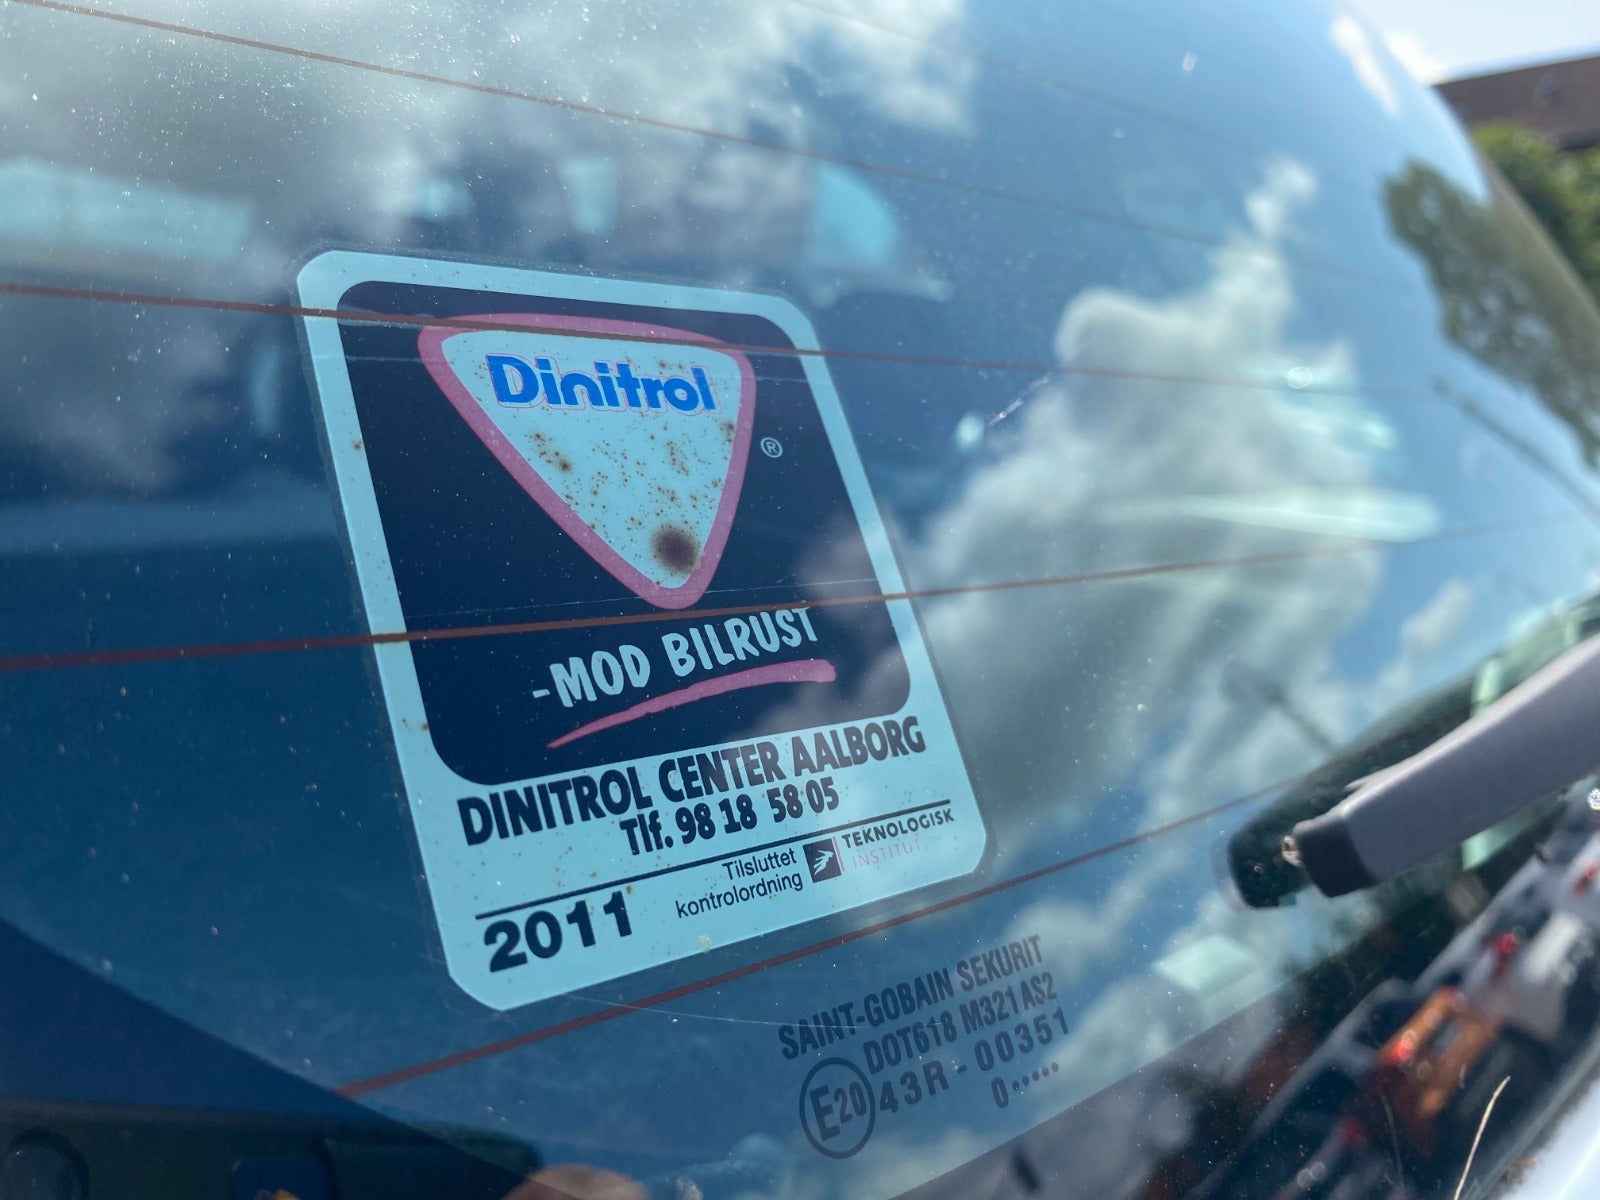 Dinitrol
®
-MOD BILRUST
DINITROL CENTER AALBORG
Tlf. 98 18 58 05
2011
Tilsluttet
kontrolordning
TEKNOLOGISK
INSTITUT
SAINT-GOBAIN SEKURIT
DOT618 M321 AS2
E20 43R-00351
0.....